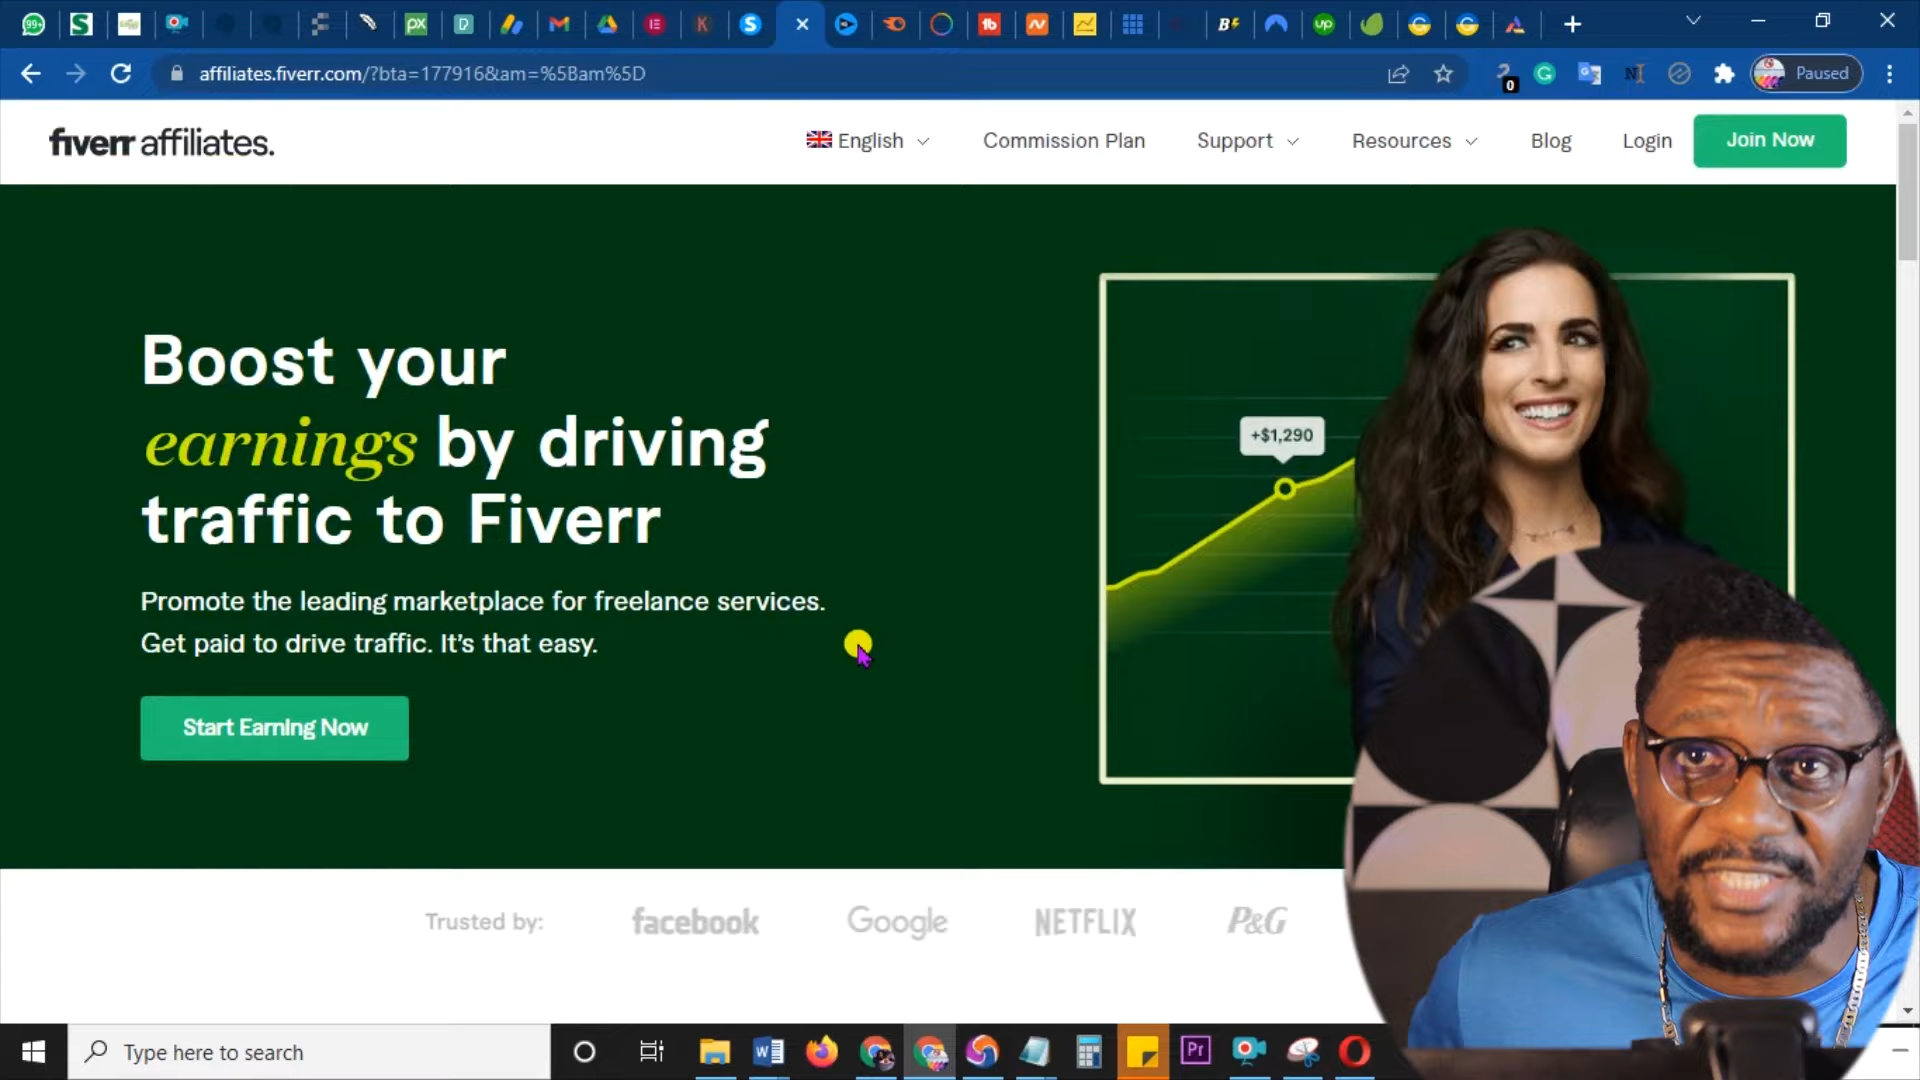 99+
affiliates.fiverr.com/?bta=177916&am=%5Bam%5D
0
Paused
fiverr affiliates.
English
Commission Plan
Support
Resources
Blog
Login
Join Now
Boost your
earnings by driving
traffic to Fiverr
+$1,290
Promote the leading marketplace for freelance services.
Get paid to drive traffic. It's that easy.
Start Earning Now
Trusted by:
facebook
Google
NETFLIX
P&G
Type here to search
Pr